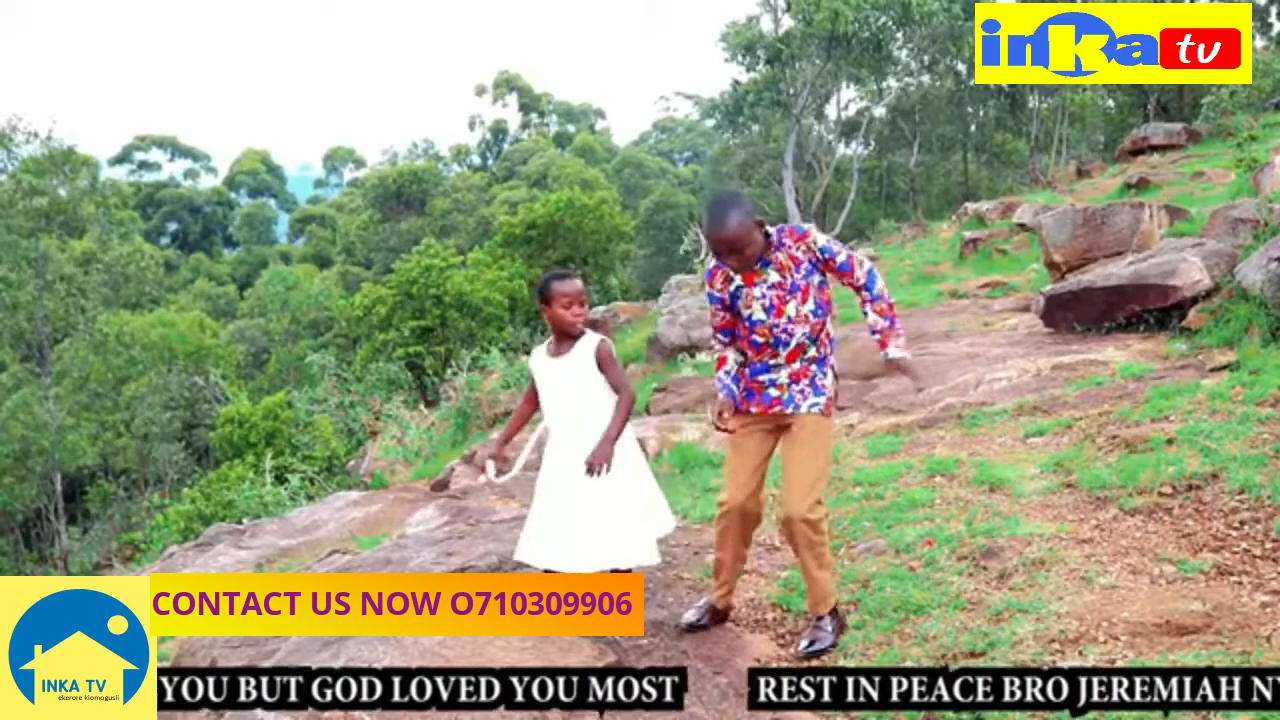 inka tv
CONTACT US NOW O710309906
INKA TV
ekerore kiomogusii
YOU BUT GOD LOVED YOU MOST
REST IN PEACE BRO JEREMIAH